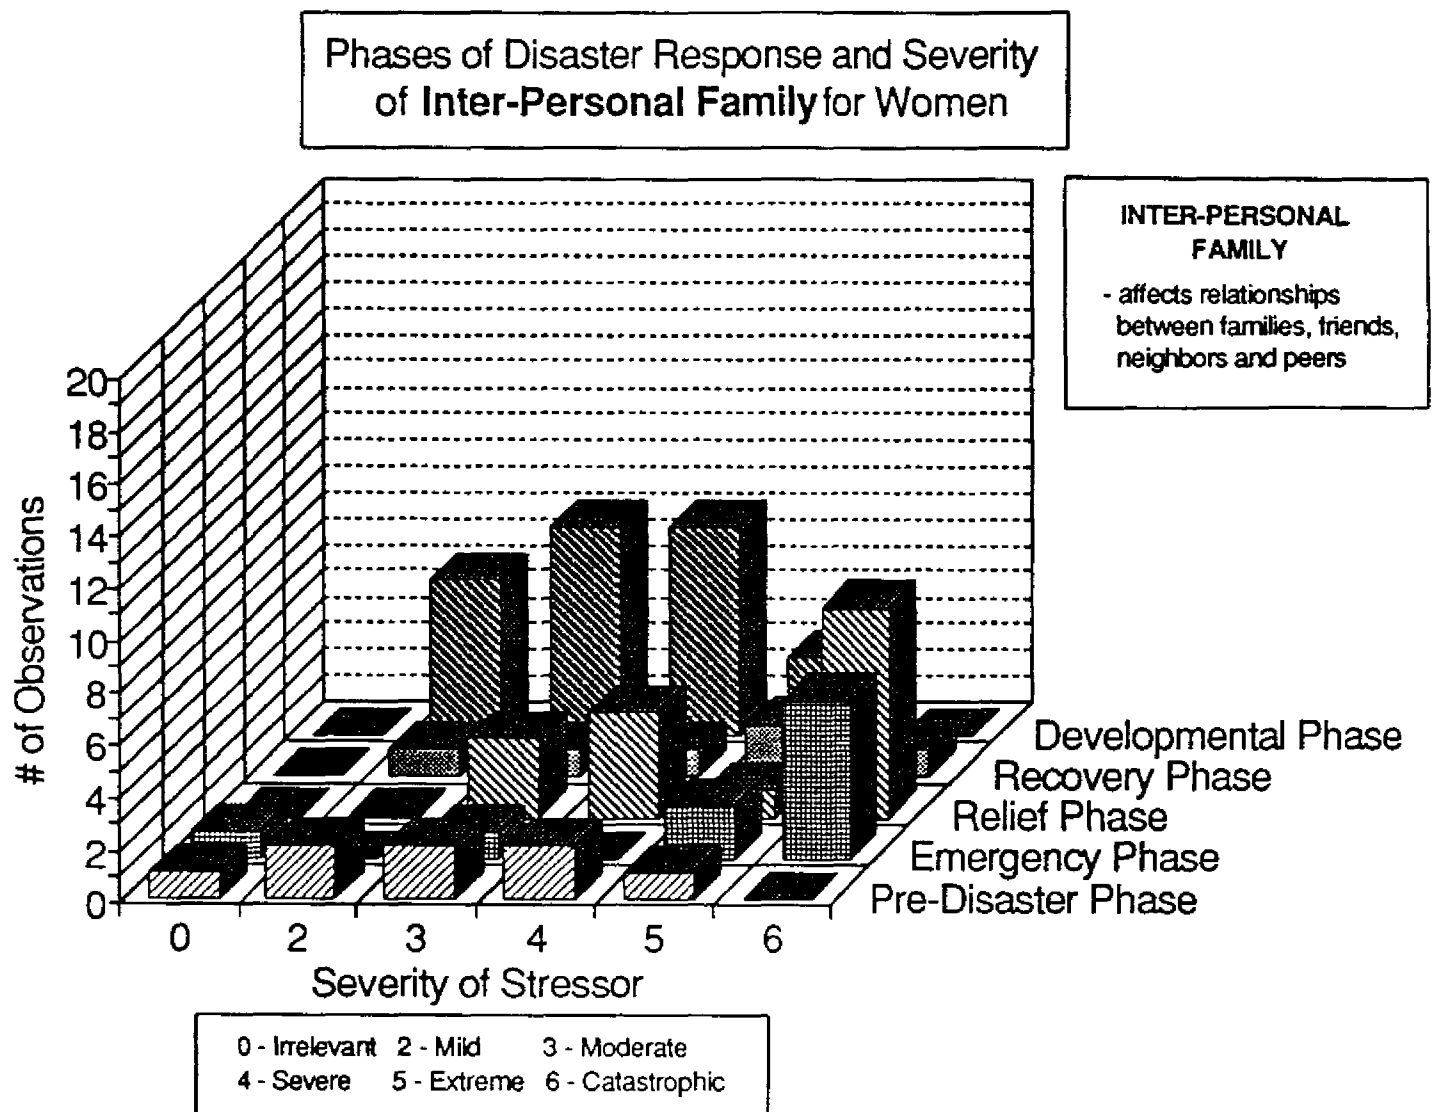 Phases of Disaster Response and Severity
of Inter-Personal Family for Women
INTER-PERSONAL
FAMILY
- affects relationships
between families, friends,
neighbors and peers
# of Observations
20
18
16
14
12
10
8
6
4
2
0
Developmental Phase
Recovery Phase
Relief Phase
Emergency Phase
Pre-Disaster Phase
0 2 3 4 5 6
Severity of Stressor
0 - Irrelevant 2 - Mild 3 - Moderate
4 - Severe 5 - Extreme 6 - Catastrophic